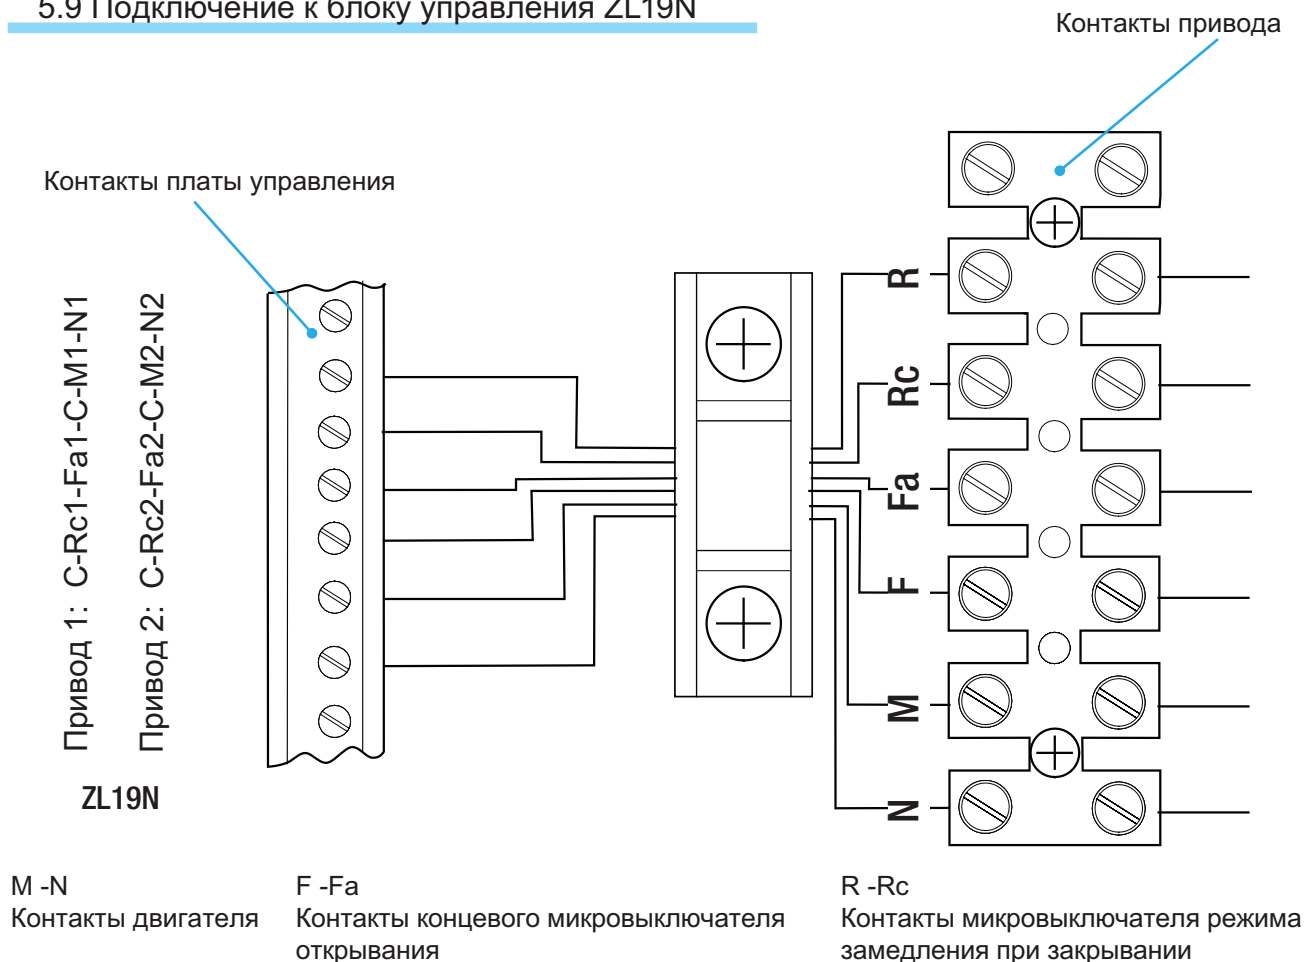 5.9 Подключение к блоку управления ZL19N
Контакты привода
Контакты платы управления
Привод 1: C-Rc1-Fa1-C-M1-N1
Привод 2: C-Rc2-Fa2-C-M2-N2
ZL19N
R
Rc
Fa
F
M
N
M -N
Контакты двигателя
F -Fa
Контакты концевого микровыключателя
открывания
R -Rc
Контакты микровыключателя режима
замедления при закрывании